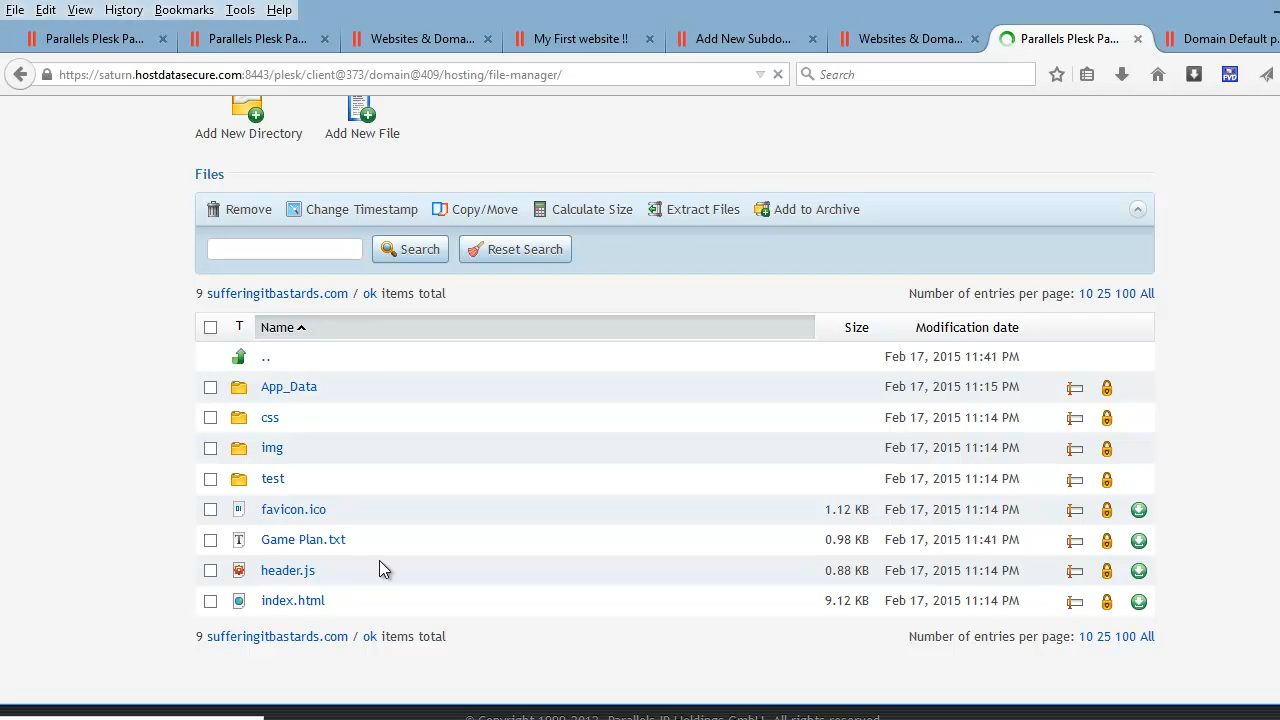 File Edit View History Bookmarks Tools Help
Parallels Plesk Pa... Parallels Plesk Pa... Websites & Doma... My First website !! Add New Subdo... Websites & Doma... Parallels Plesk Pa... Domain Default p
https://saturn.hostdatasecure.com:8443/plesk/client@373/domain@409/hosting/file-manager/ Search
Add New Directory Add New File
Files
Remove Change Timestamp Copy/Move Calculate Size Extract Files Add to Archive
Search Reset Search
9 sufferingitbastards.com / ok items total Number of entries per page: 10 25 100 All
T Name Size Modification date
.. Feb 17, 2015 11:41 PM
App_Data Feb 17, 2015 11:15 PM
css Feb 17, 2015 11:14 PM
img Feb 17, 2015 11:14 PM
test Feb 17, 2015 11:14 PM
favicon.ico 1.12 KB Feb 17, 2015 11:14 PM
Game Plan.txt 0.98 KB Feb 17, 2015 11:41 PM
header.js 0.88 KB Feb 17, 2015 11:14 PM
index.html 9.12 KB Feb 17, 2015 11:14 PM
9 sufferingitbastards.com / ok items total Number of entries per page: 10 25 100 All